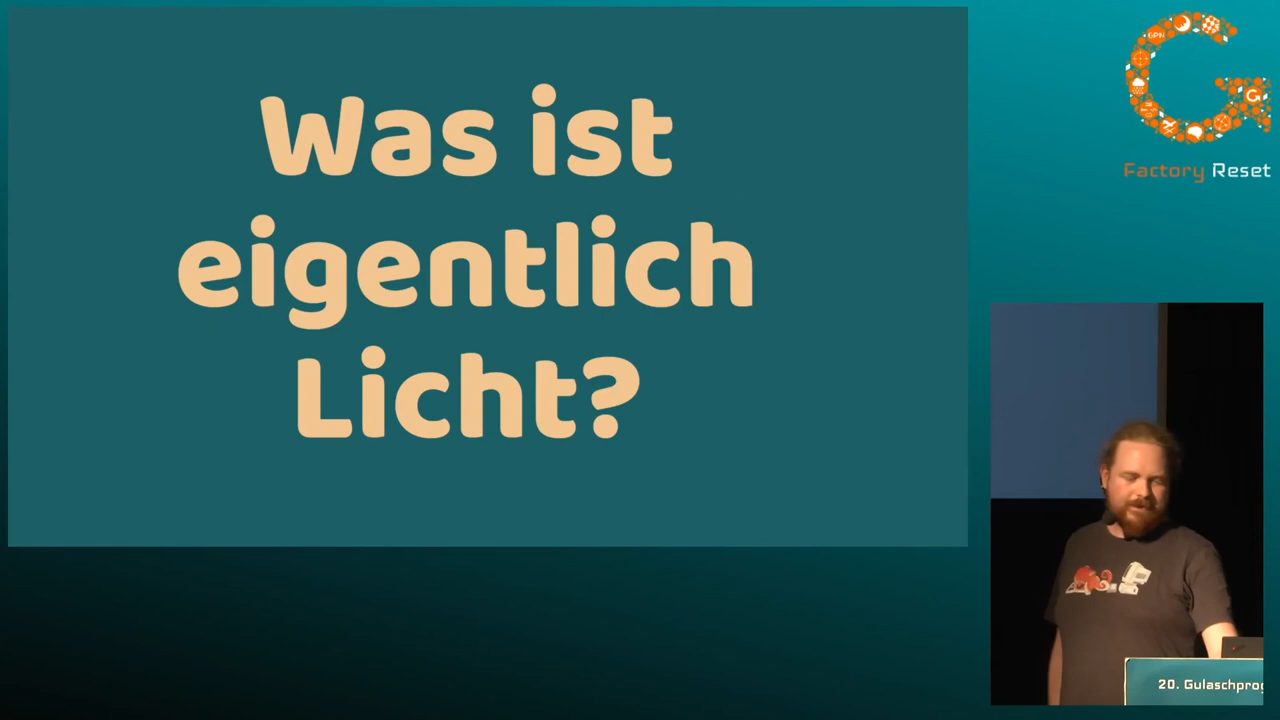 Was ist
eigentlich
Licht?
Factory Reset
20. Gulaschprog